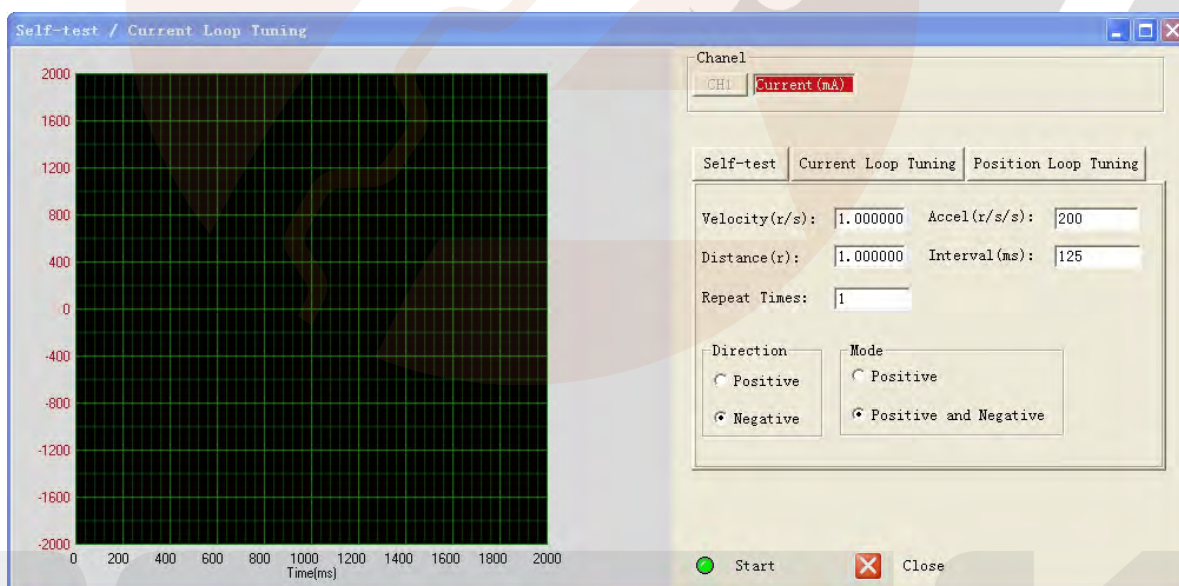 Self-test / Current Loop Tuning
2000
1600
1200
800
400
0
-400
-800
-1200
-1600
-2000
0 200 400 600 800 1000 1200 1400 1600 1800 2000
Time(ms)
Chanel
CH1 Current(mA)
Self-test Current Loop Tuning Position Loop Tuning
Velocity(r/s): 1.000000 Accel(r/s/s): 200
Distance(r): 1.000000 Interval(ms): 125
Repeat Times: 1
Direction Mode
Positive Positive
Negative Positive and Negative
Start Close